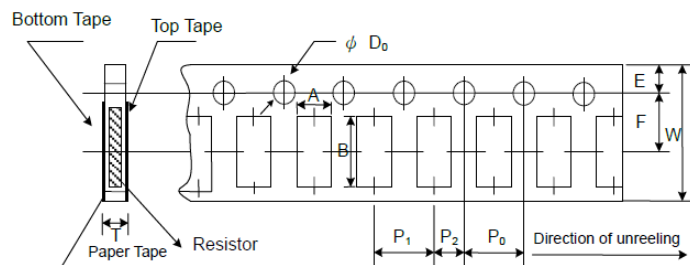 Bottom Tape
Top Tape
ϕ D₀
A
B
E
F
W
T
Paper Tape
Resistor
P₁
P₂
P₀
Direction of unreeling